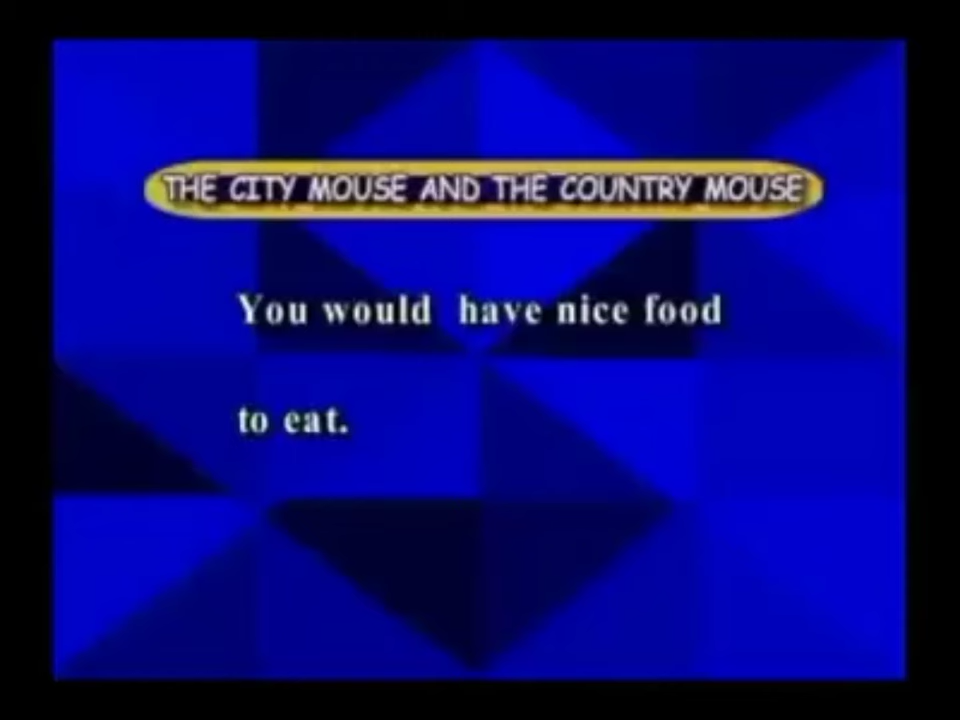 THE CITY MOUSE AND THE COUNTRY MOUSE
You would have nice food
to eat.